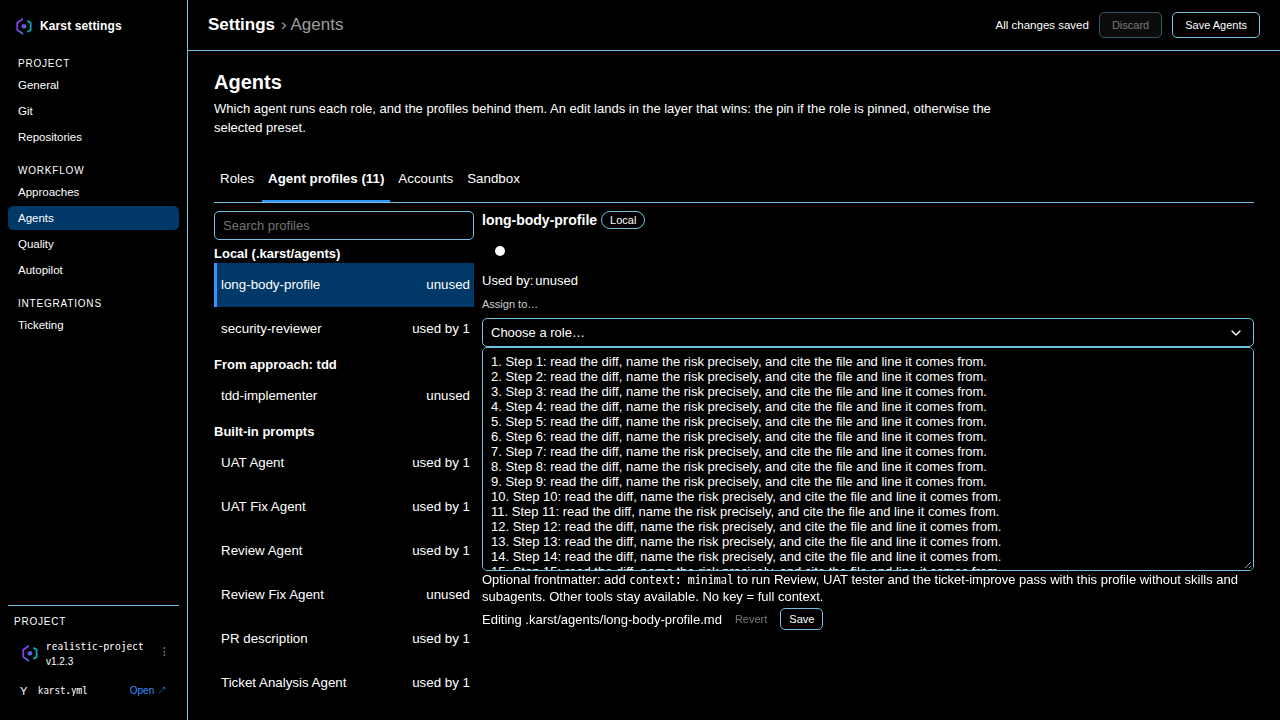 Karst settings
PROJECT
General
Git
Repositories
WORKFLOW
Approaches
Agents
Quality
Autopilot
INTEGRATIONS
Ticketing
PROJECT
realistic-project
v1.2.3
Y karst.yml Open ↗
Settings › Agents
All changes saved Discard Save Agents
Agents
Which agent runs each role, and the profiles behind them. An edit lands in the layer that wins: the pin if the role is pinned, otherwise the
selected preset.
Roles Agent profiles (11) Accounts Sandbox
Search profiles
Local (.karst/agents)
long-body-profile unused
security-reviewer used by 1
From approach: tdd
tdd-implementer unused
Built-in prompts
UAT Agent used by 1
UAT Fix Agent used by 1
Review Agent used by 1
Review Fix Agent unused
PR description used by 1
Ticket Analysis Agent used by 1
long-body-profile Local
Used by: unused
Assign to…
Choose a role…
1. Step 1: read the diff, name the risk precisely, and cite the file and line it comes from.
2. Step 2: read the diff, name the risk precisely, and cite the file and line it comes from.
3. Step 3: read the diff, name the risk precisely, and cite the file and line it comes from.
4. Step 4: read the diff, name the risk precisely, and cite the file and line it comes from.
5. Step 5: read the diff, name the risk precisely, and cite the file and line it comes from.
6. Step 6: read the diff, name the risk precisely, and cite the file and line it comes from.
7. Step 7: read the diff, name the risk precisely, and cite the file and line it comes from.
8. Step 8: read the diff, name the risk precisely, and cite the file and line it comes from.
9. Step 9: read the diff, name the risk precisely, and cite the file and line it comes from.
10. Step 10: read the diff, name the risk precisely, and cite the file and line it comes from.
11. Step 11: read the diff, name the risk precisely, and cite the file and line it comes from.
12. Step 12: read the diff, name the risk precisely, and cite the file and line it comes from.
13. Step 13: read the diff, name the risk precisely, and cite the file and line it comes from.
14. Step 14: read the diff, name the risk precisely, and cite the file and line it comes from.
15. Step 15: read the diff, name the risk precisely, and cite the file and line it comes from.
Optional frontmatter: add context: minimal to run Review, UAT tester and the ticket-improve pass with this profile without skills and
subagents. Other tools stay available. No key = full context.
Editing .karst/agents/long-body-profile.md Revert Save